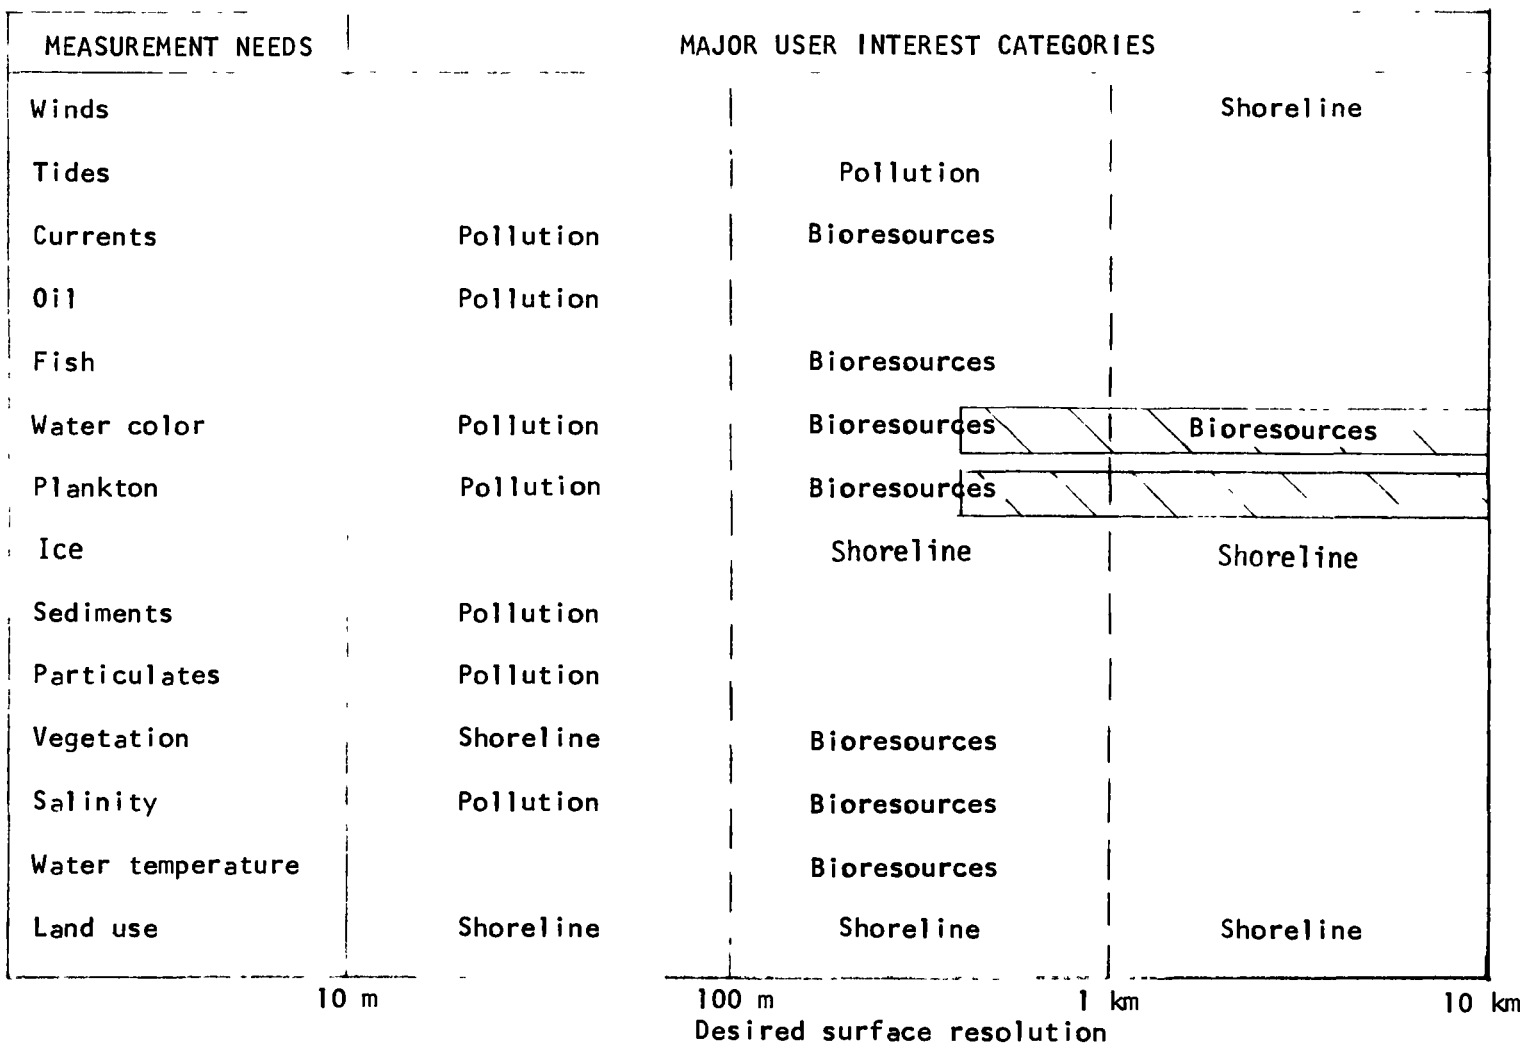 MEASUREMENT NEEDS MAJOR USER INTEREST CATEGORIES
Winds Shoreline
Tides Pollution
Currents Pollution Bioresources
Oil Pollution
Fish Bioresources
Water color Pollution Bioresources Bioresources
Plankton Pollution Bioresources
Ice Shoreline Shoreline
Sediments Pollution
Particulates Pollution
Vegetation Shoreline Bioresources
Salinity Pollution Bioresources
Water temperature Bioresources
Land use Shoreline Shoreline Shoreline
10 m 100 m 1 km 10 km
Desired surface resolution